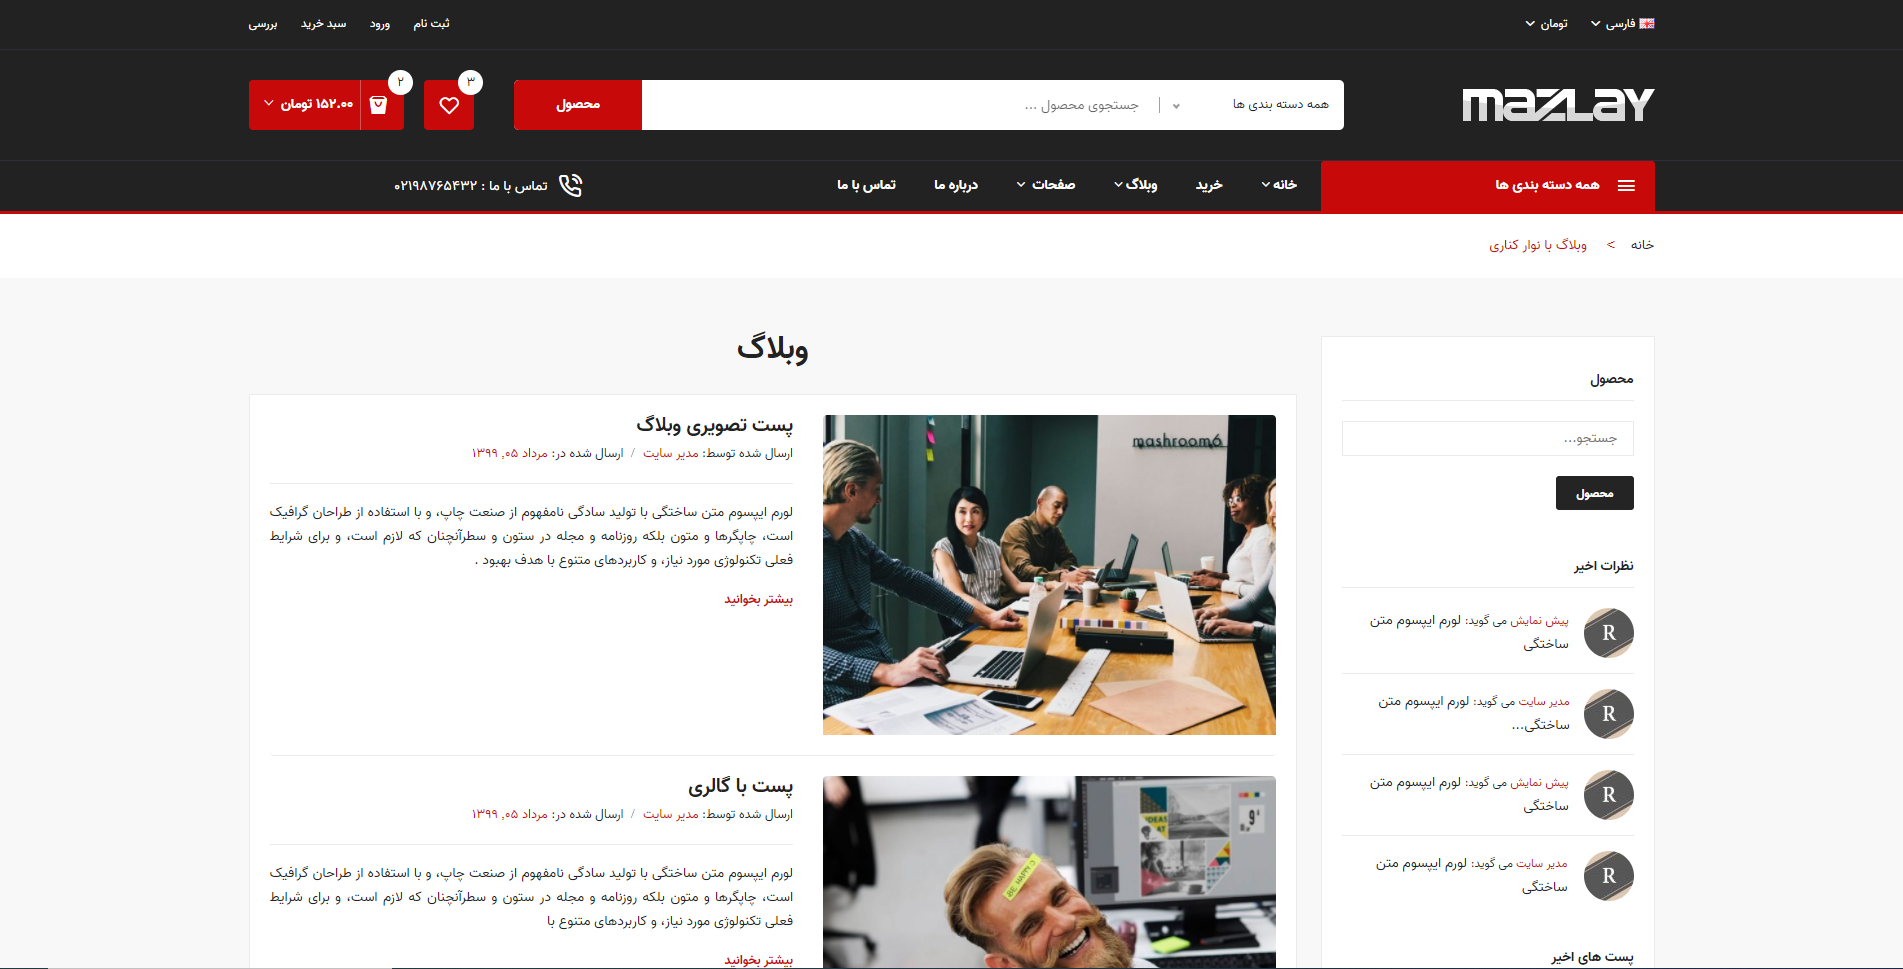 فارسی
تومان
ثبت نام
ورود
سبد خرید
بررسی
mazlay
همه دسته بندی ها
جستجوی محصول ...
محصول
۳
۲
۱۵۲.۰۰ تومان
همه دسته بندی ها
خانه
خرید
وبلاگ
صفحات
درباره ما
تماس با ما
تماس با ما : ۰۲۱۹۸۷۶۵۴۳۲
خانه > وبلاگ با نوار کناری
محصول
جستجو...
محصول
نظرات اخیر
R
پیش نمایش می گوید: لورم ایپسوم متن
ساختگی
R
مدیر سایت می گوید: لورم ایپسوم متن
ساختگی...
R
پیش نمایش می گوید: لورم ایپسوم متن
ساختگی
R
مدیر سایت می گوید: لورم ایپسوم متن
ساختگی
پست های اخیر
وبلاگ
mashroom6
پست تصویری وبلاگ
ارسال شده توسط: مدیر سایت / ارسال شده در: مرداد ۰۵, ۱۳۹۹
لورم ایپسوم متن ساختگی با تولید سادگی نامفهوم از صنعت چاپ، و با استفاده از طراحان گرافیک
است، چاپگرها و متون بلکه روزنامه و مجله در ستون و سطرآنچنان که لازم است، و برای شرایط
فعلی تکنولوژی مورد نیاز، و کاربردهای متنوع با هدف بهبود .
بیشتر بخوانید
IDEAS
BE HAPPY
پست با گالری
ارسال شده توسط: مدیر سایت / ارسال شده در: مرداد ۰۵, ۱۳۹۹
لورم ایپسوم متن ساختگی با تولید سادگی نامفهوم از صنعت چاپ، و با استفاده از طراحان گرافیک
است، چاپگرها و متون بلکه روزنامه و مجله در ستون و سطرآنچنان که لازم است، و برای شرایط
فعلی تکنولوژی مورد نیاز، و کاربردهای متنوع با
بیشتر بخوانید